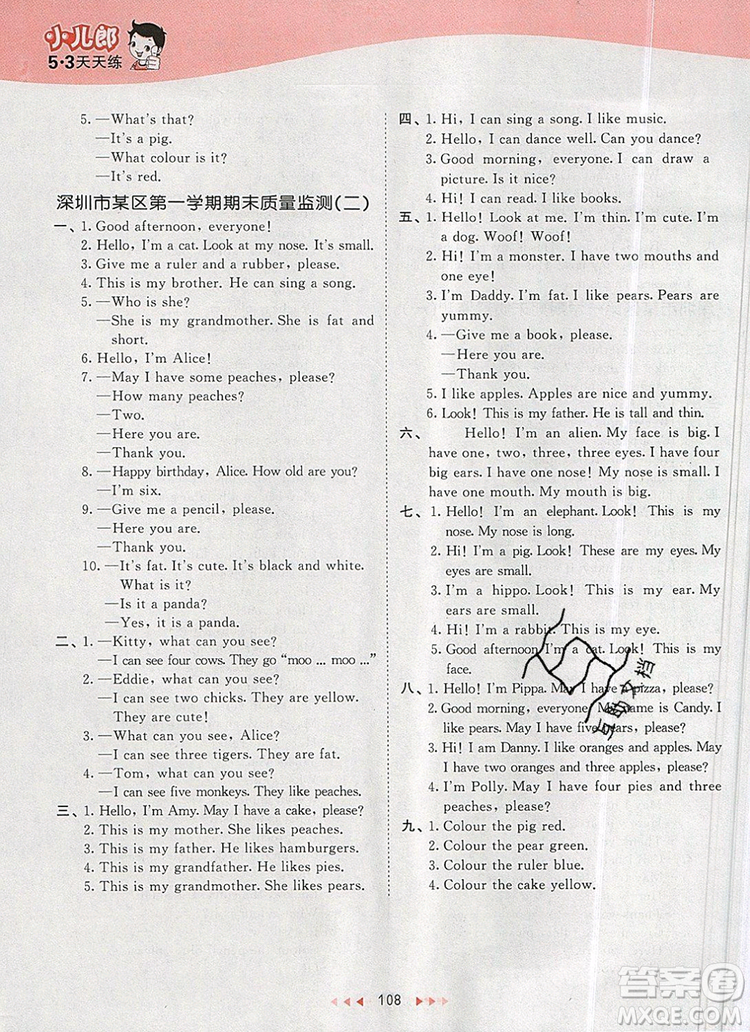 小儿郎
5·3天天练
5. —What's that?
—It's a pig.
—What colour is it?
—It's red.
深圳市某区第一学期期末质量监测(二)
一、1. Good afternoon, everyone!
2. Hello, I'm a cat. Look at my nose. It's small.
3. Give me a ruler and a rubber, please.
4. This is my brother. He can sing a song.
5. —Who is she?
—She is my grandmother. She is fat and
short.
6. Hello, I'm Alice!
7. —May I have some peaches, please?
—How many peaches?
—Two.
—Here you are.
—Thank you.
8. —Happy birthday, Alice. How old are you?
—I'm six.
9. —Give me a pencil, please.
—Here you are.
—Thank you.
10. —It's fat. It's cute. It's black and white.
What is it?
—Is it a panda?
—Yes, it is a panda.
二、1. —Kitty, what can you see?
—I can see four cows. They go “moo ... moo ...”
2. —Eddie, what can you see?
—I can see two chicks. They are yellow.
They are cute!
3. —What can you see, Alice?
—I can see three tigers. They are fat.
4. —Tom, what can you see?
—I can see five monkeys. They like peaches.
三、1. Hello, I'm Amy. May I have a cake, please?
2. This is my mother. She likes peaches.
3. This is my father. He likes hamburgers.
4. This is my grandfather. He likes pies.
5. This is my grandmother. She likes pears.
四、1. Hi, I can sing a song. I like music.
2. Hello, I can dance well. Can you dance?
3. Good morning, everyone. I can draw a
picture. Is it nice?
4. Hi! I can read. I like books.
五、1. Hello! Look at me. I'm thin. I'm cute. I'm
a dog. Woof! Woof!
2. Hi! I'm a monster. I have two mouths and
one eye!
3. I'm Daddy. I'm fat. I like pears. Pears are
yummy.
4. —Give me a book, please.
—Here you are.
—Thank you.
5. I like apples. Apples are nice and yummy.
6. Look! This is my father. He is tall and thin.
六、Hello! I'm an alien. My face is big. I
have one, two, three, three eyes. I have four
big ears. I have one nose! My nose is small. I
have one mouth. My mouth is big.
七、1. Hello! I'm an elephant. Look! This is my
nose. My nose is long.
2. Hi! I'm a pig. Look! These are my eyes. My
eyes are small.
3. I'm a hippo. Look! This is my ear. My
ears are small.
4. Hi! I'm a rabbit. This is my eye.
5. Good afternoon. I'm a cat. Look! This is my
face.
八、1. Hello! I'm Pippa. May I have a pizza, please?
2. Good morning, everyone. My name is Candy. I
like pears. May I have five pears, please?
3. Hi! I am Danny. I like oranges and apples. May
I have two oranges and three apples, please?
4. I'm Polly. May I have four pies and three
peaches, please?
九、1. Colour the pig red.
2. Colour the pear green.
3. Colour the ruler blue.
4. Colour the cake yellow.
108
答案圈
MXQE.COM